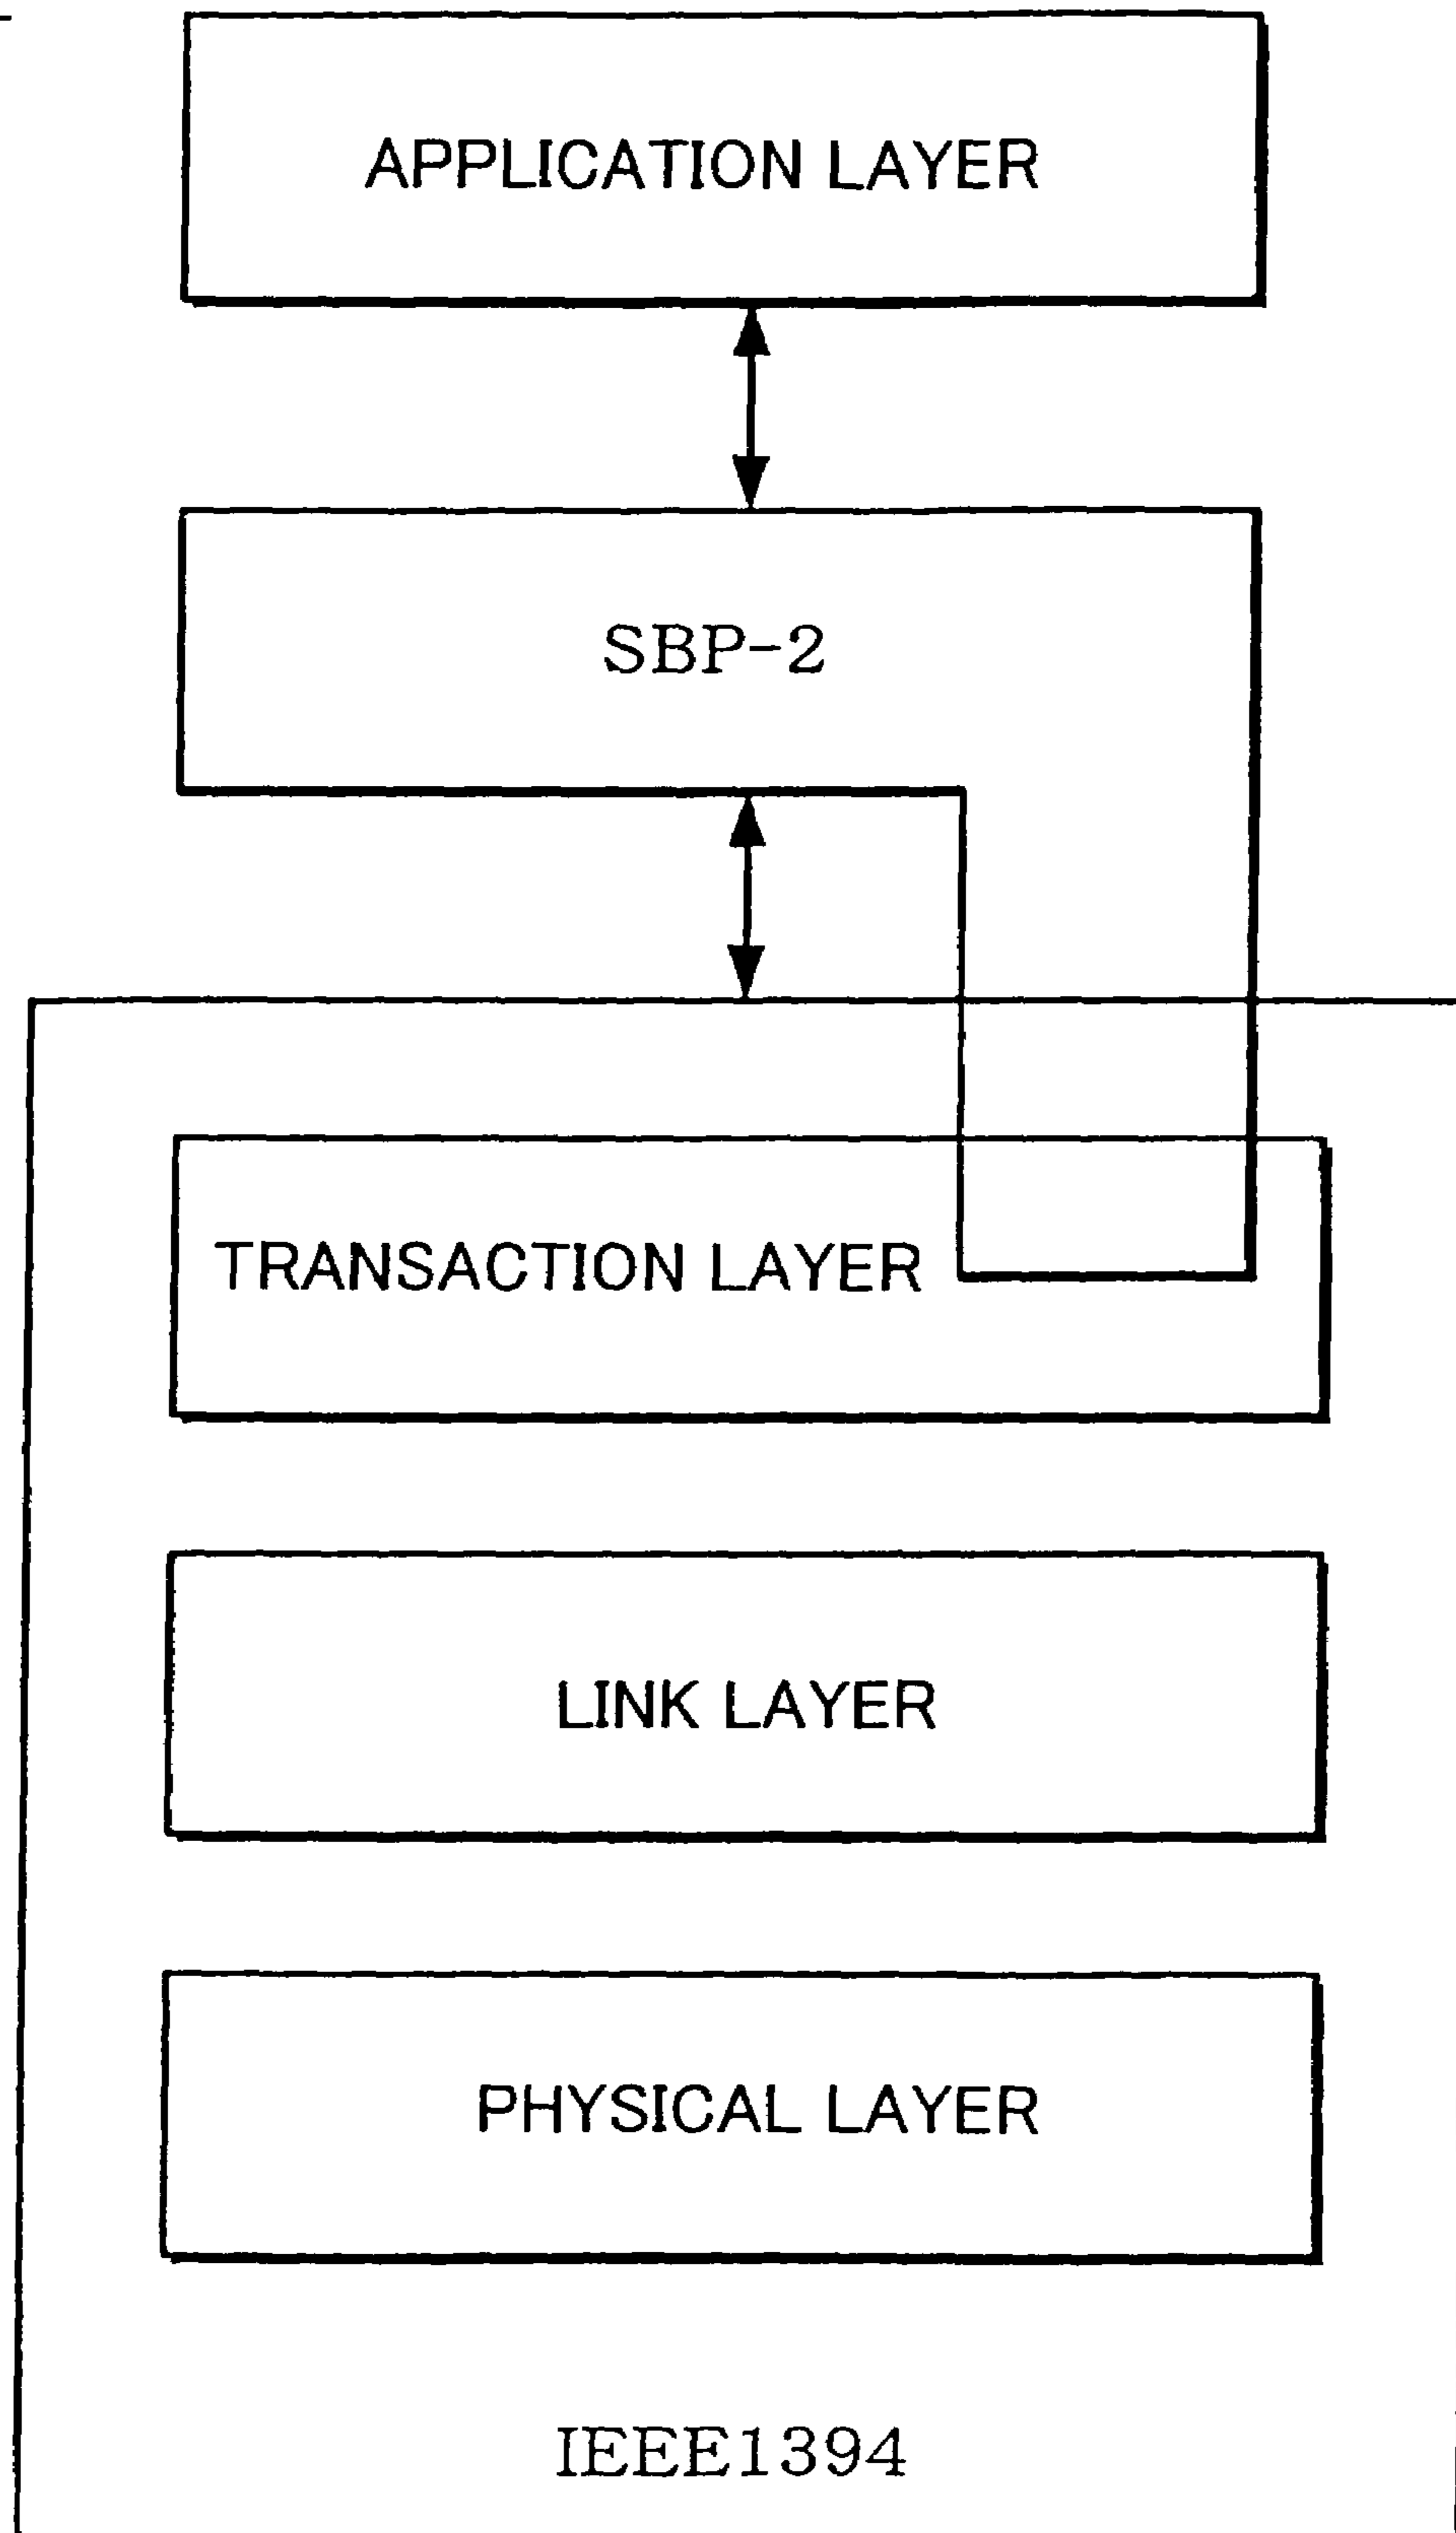 APPLICATION LAYER
SBP-2
TRANSACTION LAYER
LINK LAYER
PHYSICAL LAYER
IEEE1394